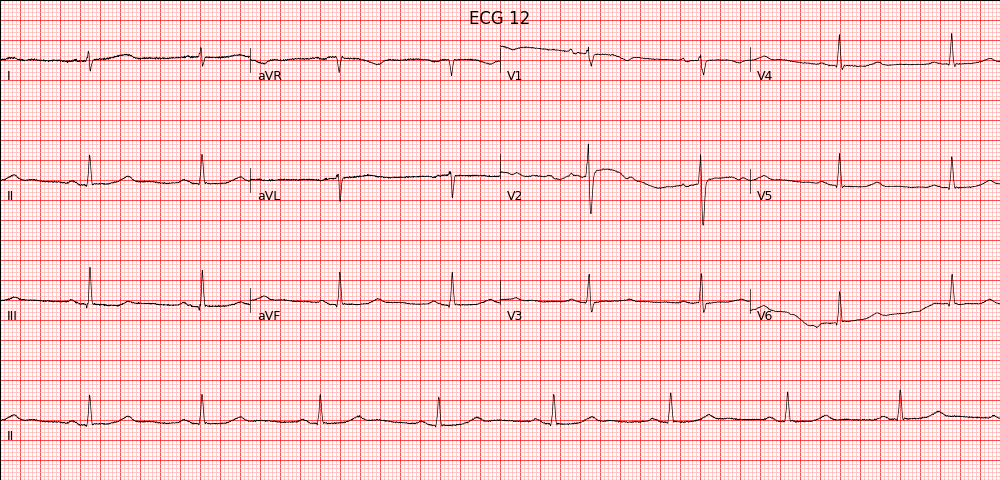 ECG 12
I aVR V1 V4
II aVL V2 V5
III aVF V3 V6
II